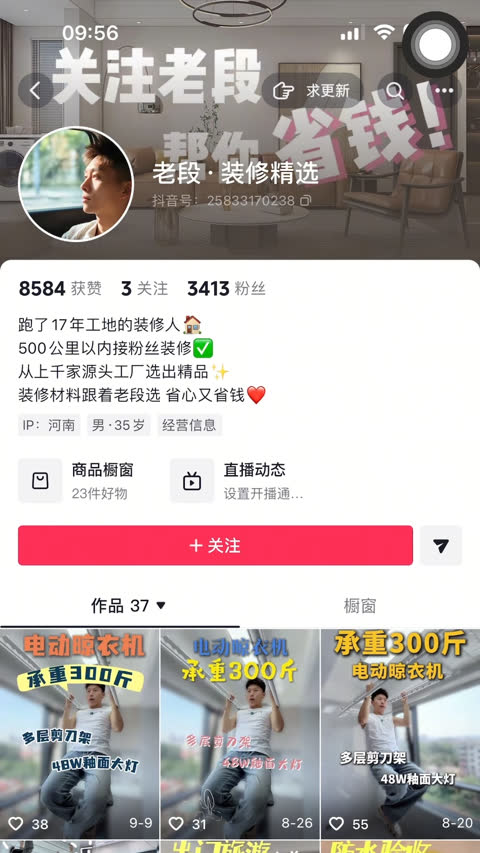 09:56
关注老段
求更新
帮你省钱!
老段·装修精选
抖音号：25833170238
8584 获赞 3 关注 3413 粉丝
跑了17年工地的装修人🏠
500公里以内接粉丝装修✅
从上千家源头工厂选出精品✨
装修材料跟着老段选 省心又省钱❤️
IP：河南 男·35岁 经营信息
商品橱窗 直播动态
23件好物 设置开播通...
+关注
作品 37 橱窗
电动晾衣机
承重300斤
多层剪刀架
48W釉面大灯
38 9-9
电动晾衣机
承重300斤
多层剪刀架
48W釉面大灯
31 8-26
承重300斤
电动晾衣机
多层剪刀架
48W釉面大灯
55 8-20
出门旅游
防水验收